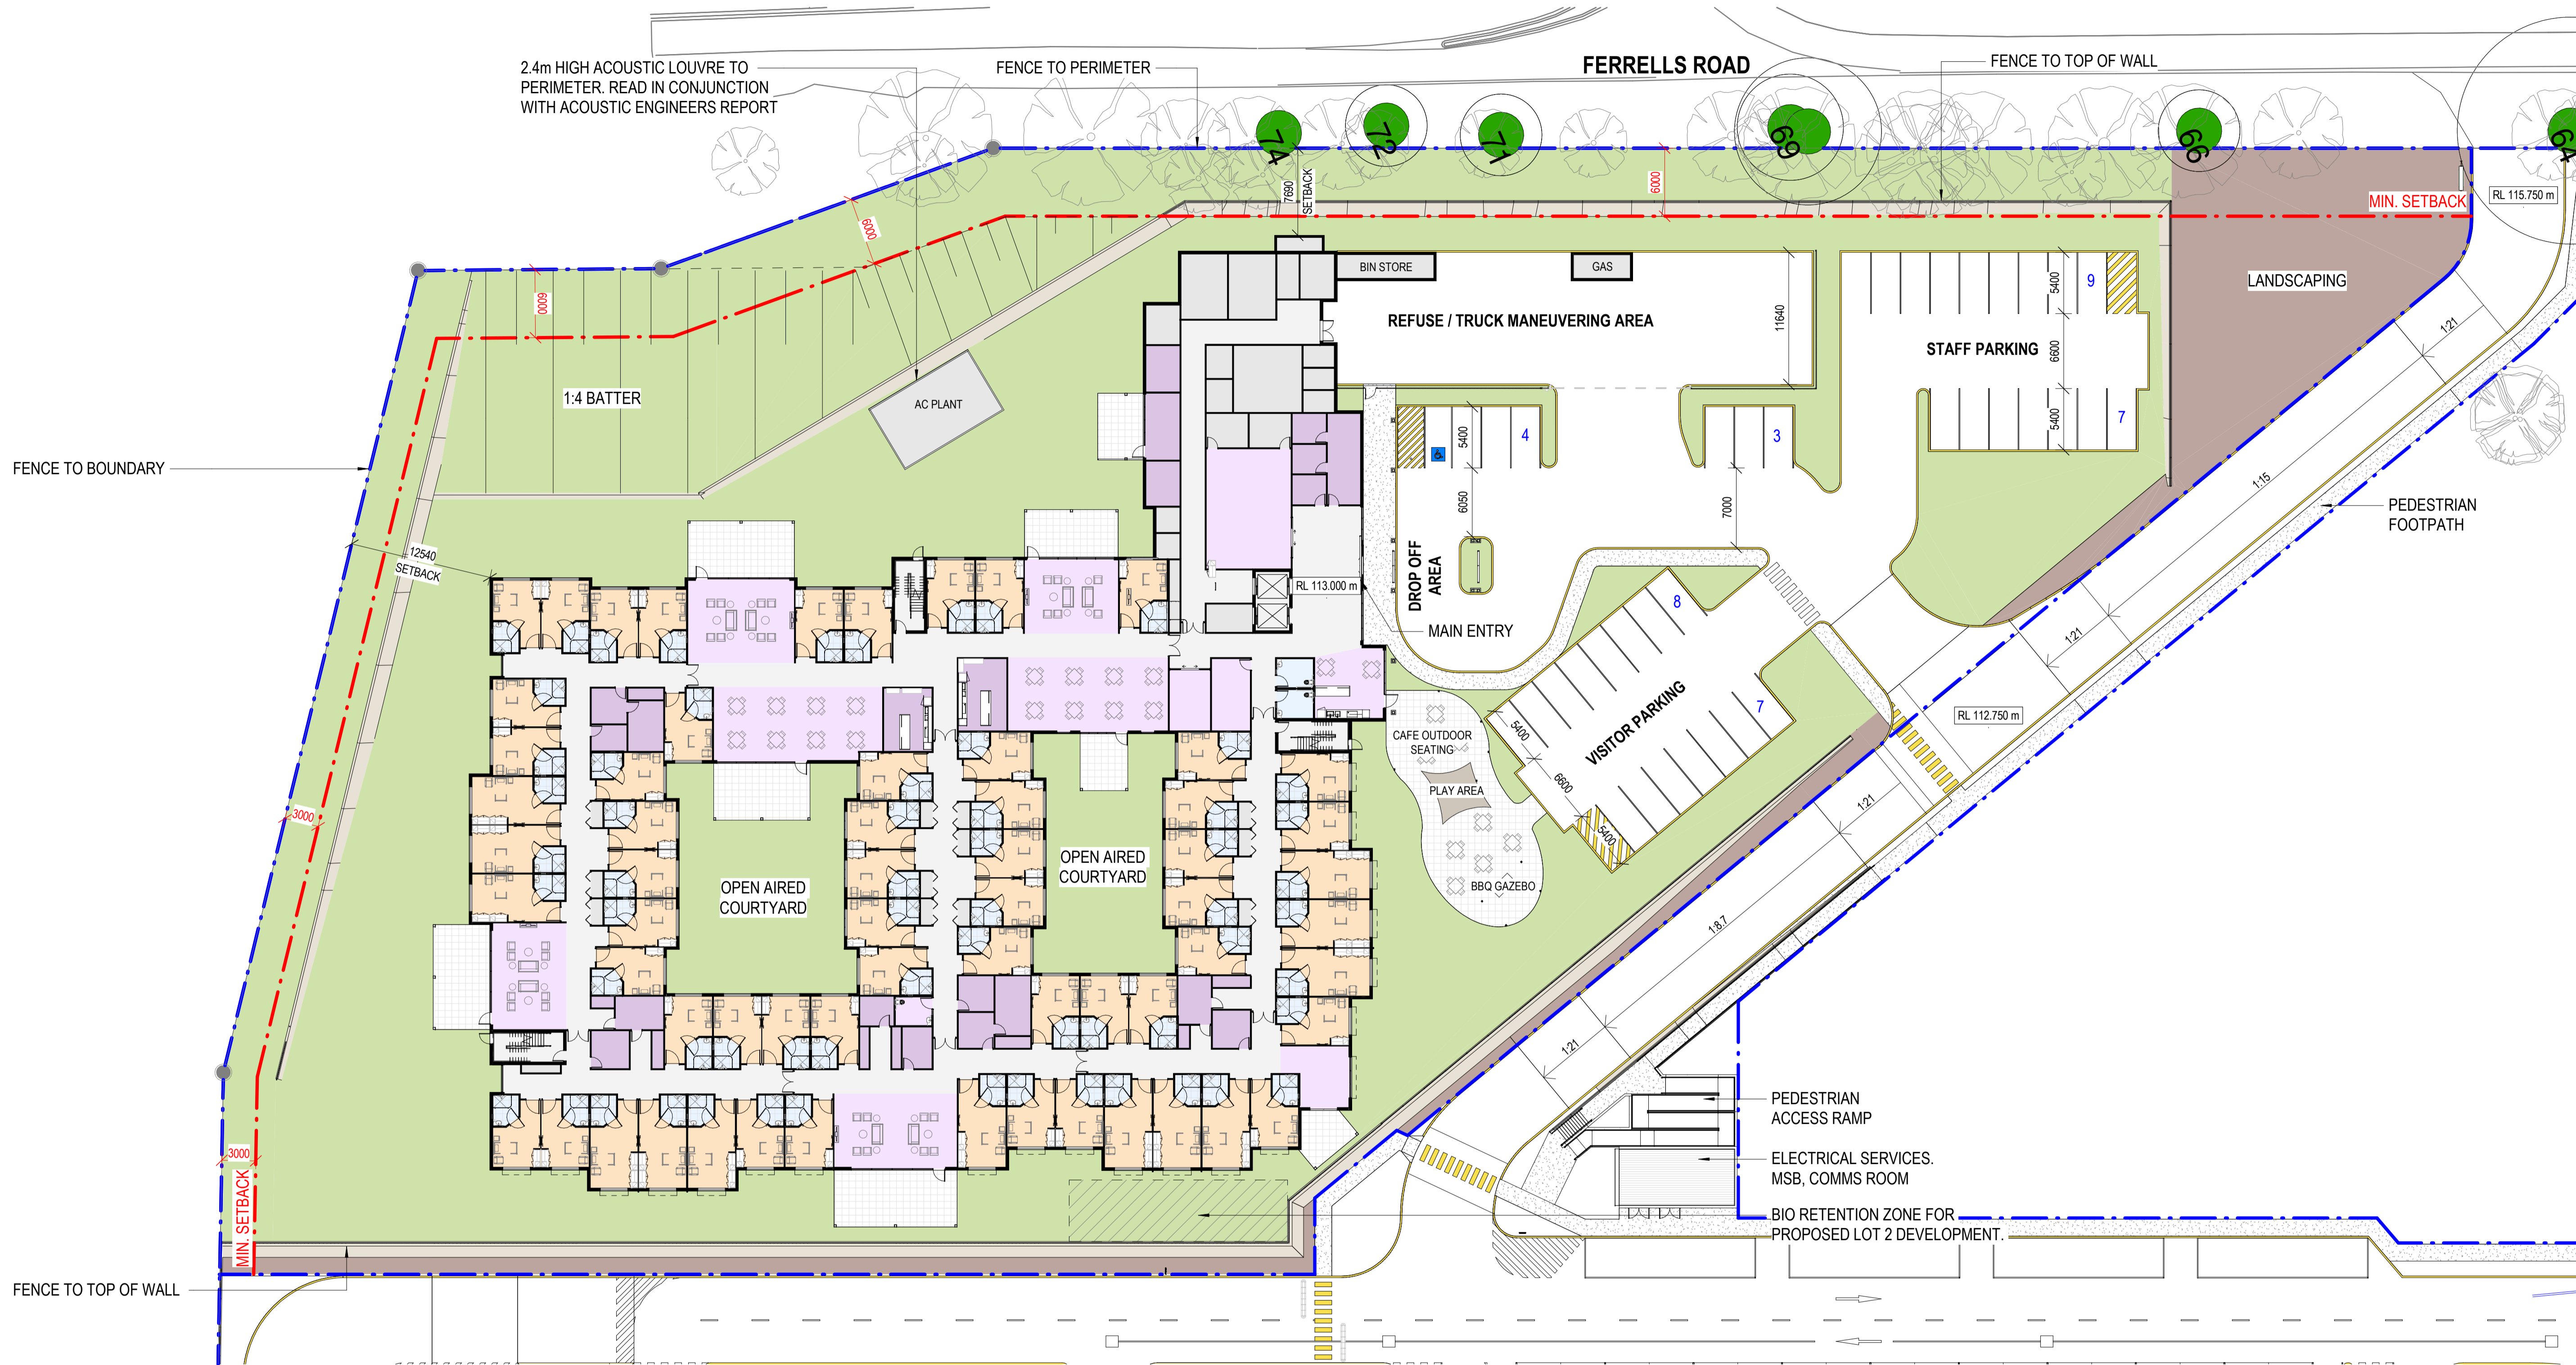 2.4m HIGH ACOUSTIC LOUVRE TO
PERIMETER. READ IN CONJUNCTION
WITH ACOUSTIC ENGINEERS REPORT
FENCE TO PERIMETER
FERRELLS ROAD
FENCE TO TOP OF WALL
74
72
71
69
66
64
7690
SETBACK
6000
MIN. SETBACK
RL 115.750 m
6000
6000
BIN STORE
GAS
9
5400
LANDSCAPING
REFUSE / TRUCK MANEUVERING AREA
11640
STAFF PARKING
6600
1:21
1:4 BATTER
AC PLANT
5400
7
5400
4
3
FENCE TO BOUNDARY
6050
7000
1:15
PEDESTRIAN
FOOTPATH
12540
SETBACK
DROP OFF
AREA
RL 113.000 m
MAIN ENTRY
8
1:21
7
VISITOR PARKING
RL 112.750 m
5400
CAFE OUTDOOR
SEATING
6600
PLAY AREA
5400
1:21
3000
OPEN AIRED
COURTYARD
OPEN AIRED
COURTYARD
BBQ GAZEBO
1:8.7
1:21
PEDESTRIAN
ACCESS RAMP
3000
MIN. SETBACK
ELECTRICAL SERVICES.
MSB, COMMS ROOM
BIO RETENTION ZONE FOR
PROPOSED LOT 2 DEVELOPMENT.
FENCE TO TOP OF WALL